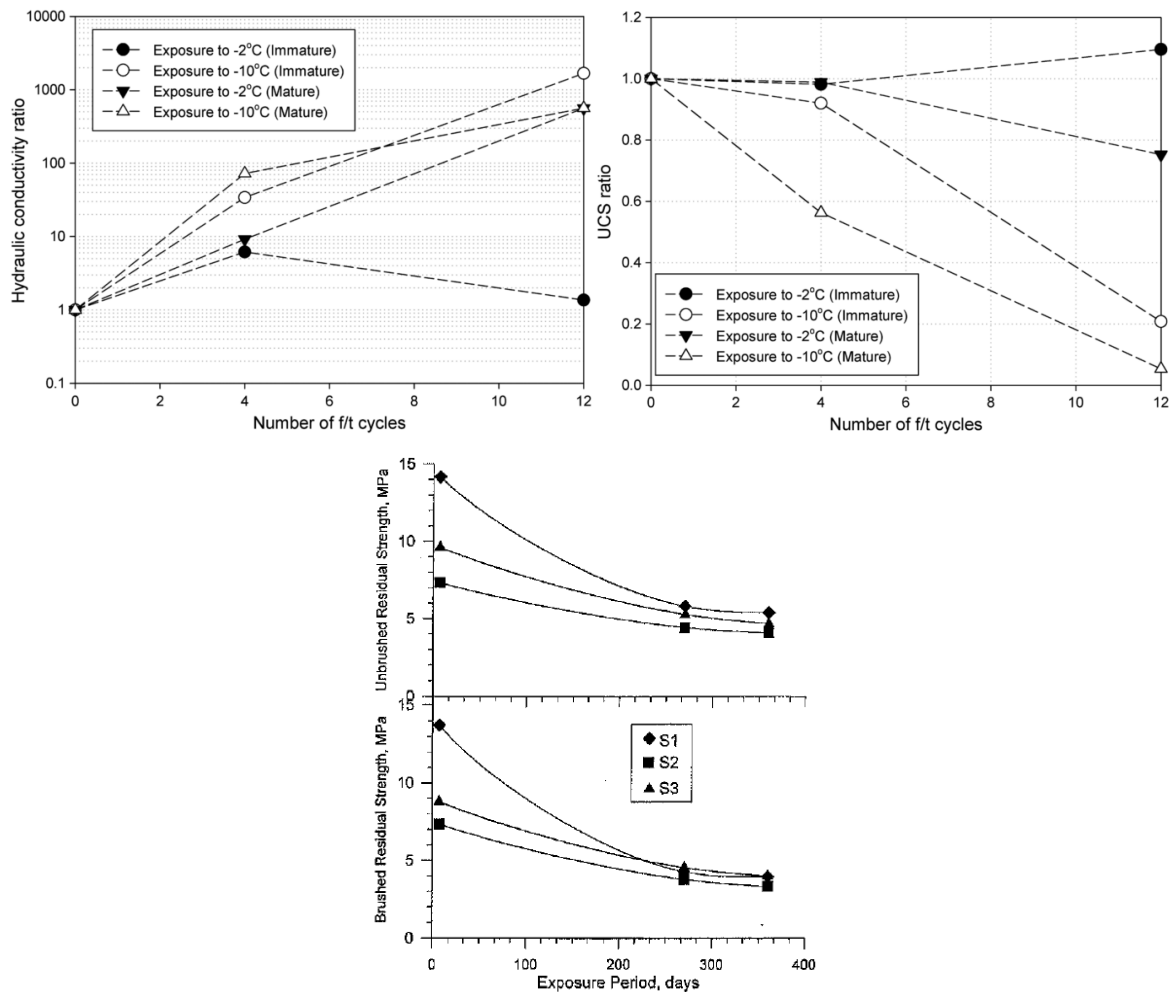 10000
1000
100
10
1
0.1
Hydraulic conductivity ratio
Exposure to -2°C (Immature)
Exposure to -10°C (Immature)
Exposure to -2°C (Mature)
Exposure to -10°C (Mature)
0 2 4 6 8 10 12
Number of f/t cycles
1.2
1.0
0.8
0.6
0.4
0.2
0.0
UCS ratio
Exposure to -2°C (Immature)
Exposure to -10°C (Immature)
Exposure to -2°C (Mature)
Exposure to -10°C (Mature)
0 2 4 6 8 10 12
Number of f/t cycles
15
10
5
0
Unbrushed Residual Strength, MPa
15
10
5
0
Brushed Residual Strength, MPa
S1
S2
S3
0 100 200 300 400
Exposure Period, days